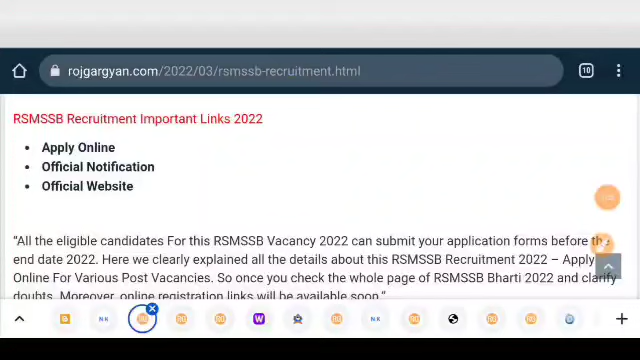 rojgargyan.com/2022/03/rsmssb-recruitment.html
10
RSMSSB Recruitment Important Links 2022
Apply Online
Official Notification
Official Website
"All the eligible candidates For this RSMSSB Vacancy 2022 can submit your application forms before the
end date 2022. Here we clearly explained all the details about this RSMSSB Recruitment 2022 – Apply
Online For Various Post Vacancies. So once you check the whole page of RSMSSB Bharti 2022 and clarify
doubts. Moreover, online registration links will be available soon."
NK
W
NK